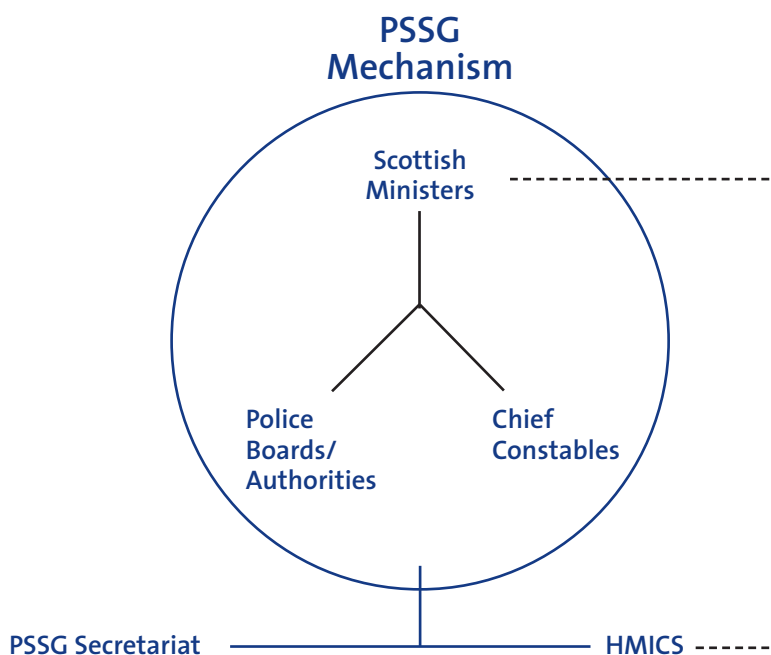 PSSG
Mechanism
Scottish
Ministers
Police
Boards/
Authorities
Chief
Constables
PSSG Secretariat
HMICS